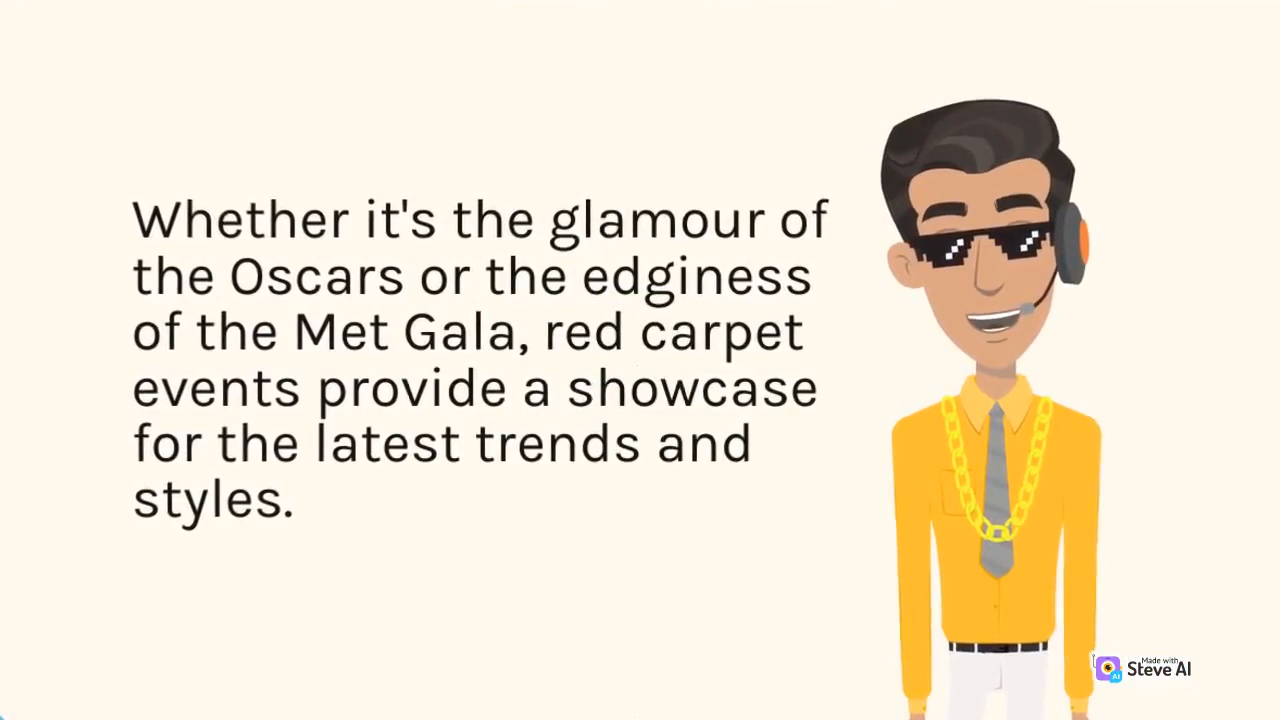 Whether it's the glamour of
the Oscars or the edginess
of the Met Gala, red carpet
events provide a showcase
for the latest trends and
styles.
Made with
Steve AI
AI